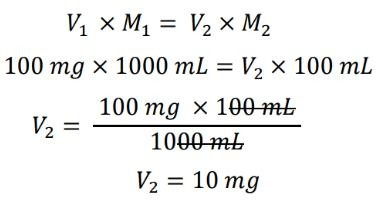 V₁ × M₁ = V₂ × M₂
100 mg × 1000 mL = V₂ × 100 mL
V₂ = 100 mg × 100 mL / 1000 mL
V₂ = 10 mg